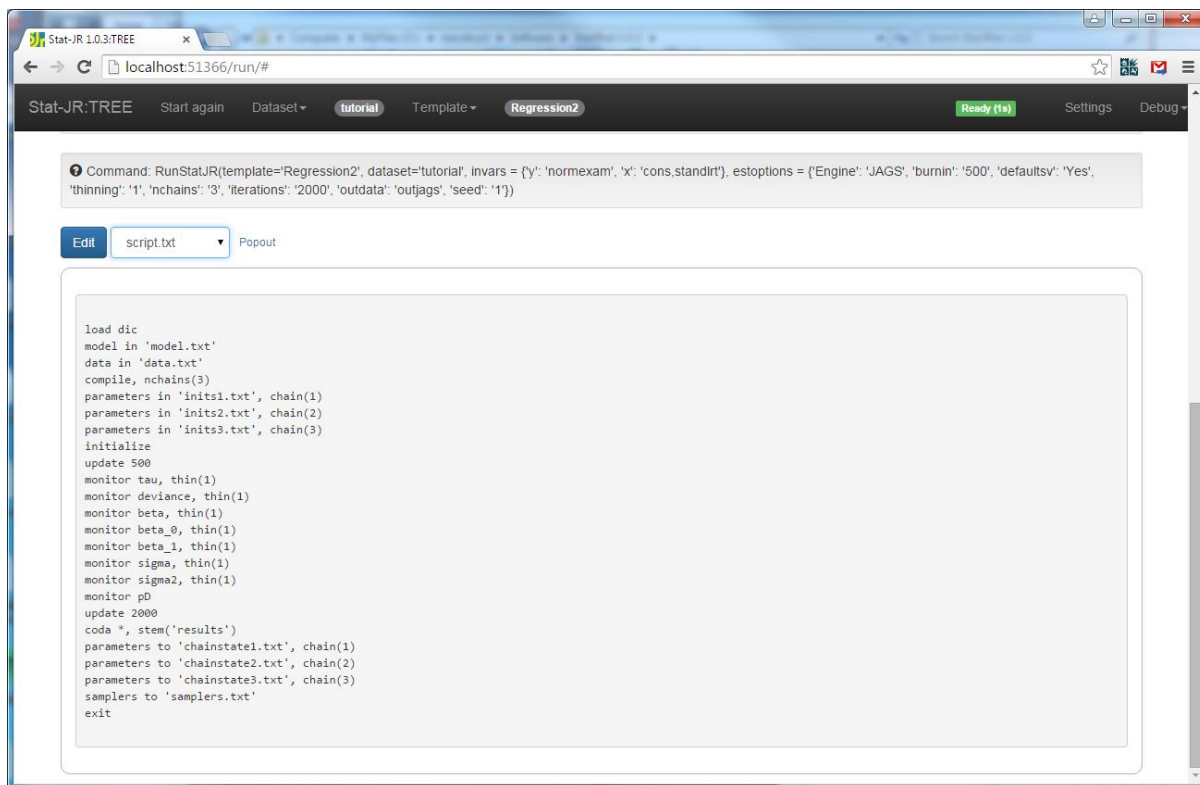 Stat-JR 1.0.3:TREE
localhost:51366/run/#
Stat-JR:TREE Start again Dataset tutorial Template Regression2 Ready (1s) Settings Debug
Command: RunStatJR(template='Regression2', dataset='tutorial', invars = {'y': 'normexam', 'x': 'cons,standlrt'}, estoptions = {'Engine': 'JAGS', 'burnin': '500', 'defaultsv': 'Yes',
'thinning': '1', 'nchains': '3', 'iterations': '2000', 'outdata': 'outjags', 'seed': '1'})
Edit script.txt Popout
load dic
model in 'model.txt'
data in 'data.txt'
compile, nchains(3)
parameters in 'inits1.txt', chain(1)
parameters in 'inits2.txt', chain(2)
parameters in 'inits3.txt', chain(3)
initialize
update 500
monitor tau, thin(1)
monitor deviance, thin(1)
monitor beta, thin(1)
monitor beta_0, thin(1)
monitor beta_1, thin(1)
monitor sigma, thin(1)
monitor sigma2, thin(1)
monitor pD
update 2000
coda *, stem('results')
parameters to 'chainstate1.txt', chain(1)
parameters to 'chainstate2.txt', chain(2)
parameters to 'chainstate3.txt', chain(3)
samplers to 'samplers.txt'
exit